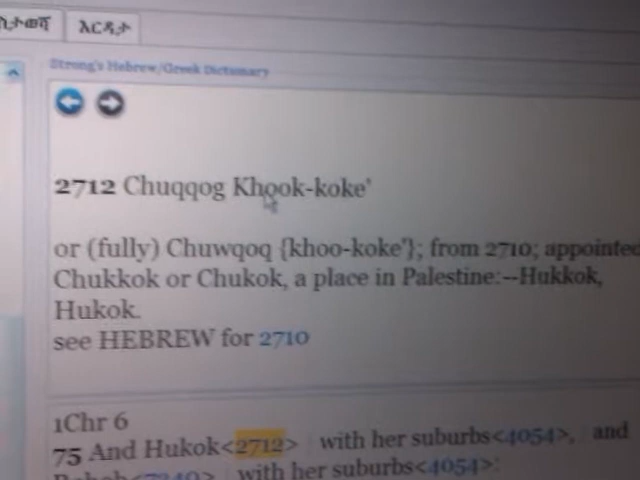 እርዳታ
Strong's Hebrew/Greek Dictionary
2712 Chuqqog Khook-koke'
or (fully) Chuwqoq {khoo-koke'}; from 2710; appointed
Chukkok or Chukok, a place in Palestine:--Hukkok,
Hukok.
see HEBREW for 2710
1Chr 6
75 And Hukok<2712> with her suburbs<4054>, and
with her suburbs<4054>: